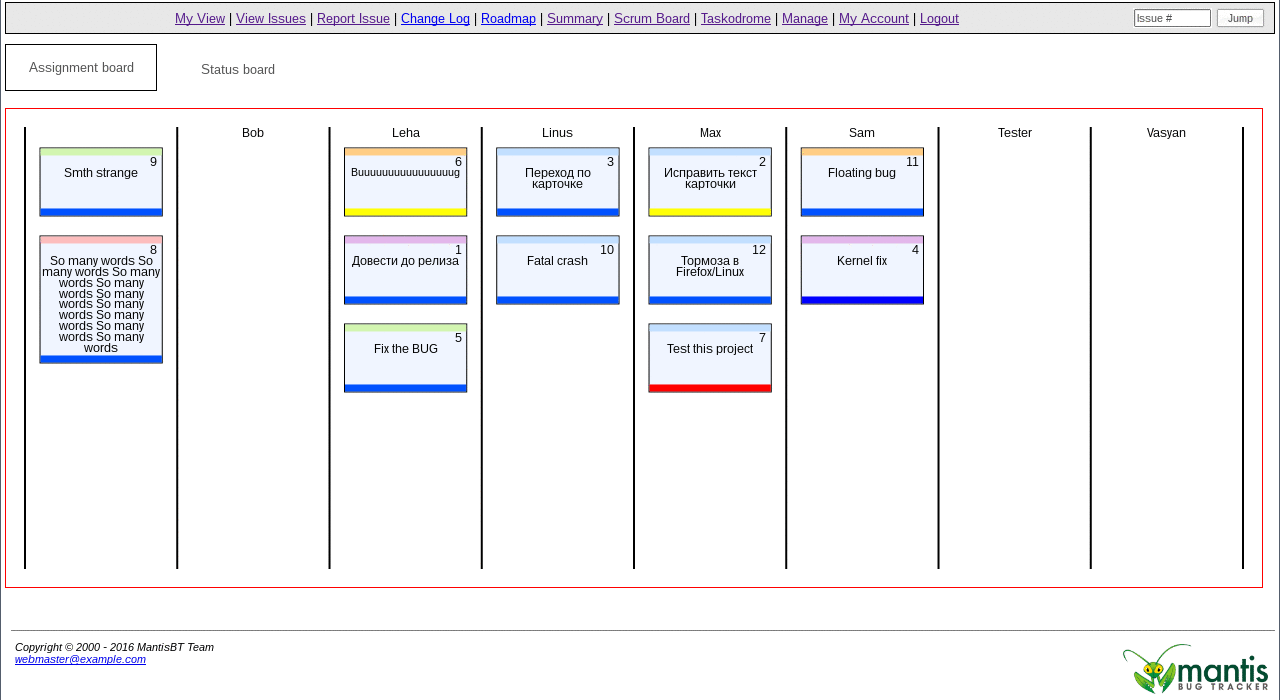 My View | View Issues | Report Issue | Change Log | Roadmap | Summary | Scrum Board | Taskodrome | Manage | My Account | Logout
Issue #
Jump
Assignment board
Status board
Bob
Leha
Linus
Max
Sam
Tester
Vasyan
9
Smth strange
8
So many words So
many words So many
words So many
words So many
words So many
words So many
words So many
words So many
words
6
Buuuuuuuuuuuuuuuug
1
Довести до релиза
5
Fix the BUG
3
Переход по
карточке
10
Fatal crash
2
Исправить текст
карточки
12
Тормоза в
Firefox/Linux
7
Test this project
11
Floating bug
4
Kernel fix
Copyright © 2000 - 2016 MantisBT Team
webmaster@example.com
mantis
BUG TRACKER